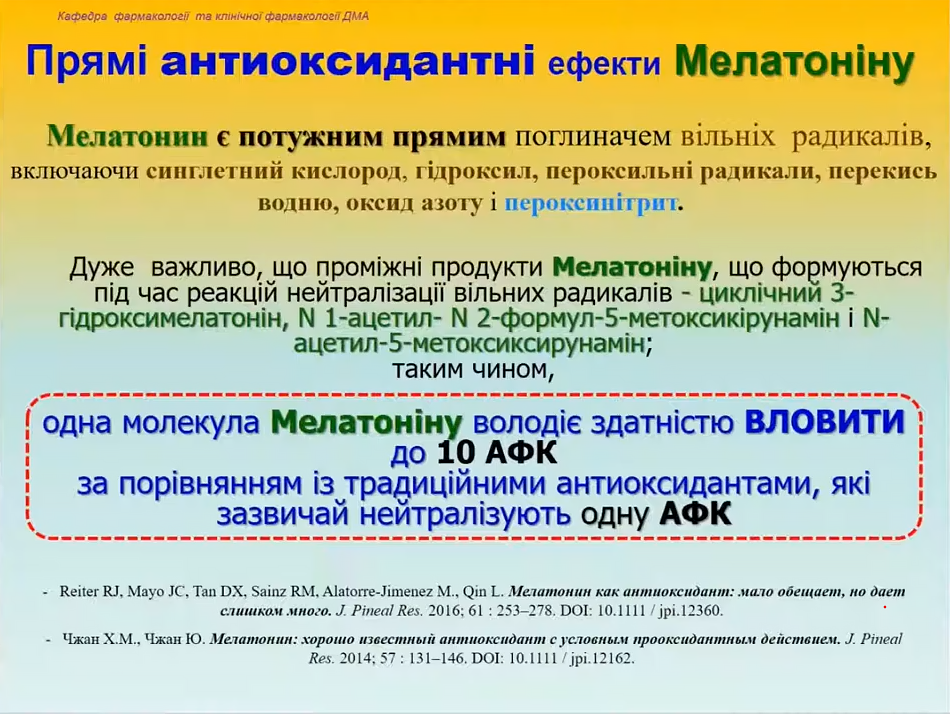 Кафедра фармакології та клінічної фармакології ДМА
Прямі антиоксидантні ефекти Мелатоніну
Мелатонин є потужним прямим поглиначем вільніх радикалів,
включаючи синглетний кислород, гідроксил, пероксильні радикали, перекись
водню, оксид азоту і пероксинітрит.
Дуже важливо, що проміжні продукти Мелатоніну, що формуються
під час реакцій нейтралізації вільних радикалів - циклічний 3-
гідроксимелатонін, N 1-ацетил- N 2-формул-5-метоксикірунамін і N-
ацетил-5-метоксиксирунамін;
таким чином,
одна молекула Мелатоніну володіє здатністю ВЛОВИТИ
до 10 АФК
за порівнянням із традиційними антиоксидантами, які
зазвичай нейтралізують одну АФК
- Reiter RJ, Mayo JC, Tan DX, Sainz RM, Alatorre-Jimenez M., Qin L. Мелатонин как антиоксидант: мало обещает, но дает
слишком много. J. Pineal Res. 2016; 61 : 253–278. DOI: 10.1111 / jpi.12360.
- Чжан Х.М., Чжан Ю. Мелатонин: хорошо известный антиоксидант с условным прооксидантным действием. J. Pineal
Res. 2014; 57 : 131–146. DOI: 10.1111 / jpi.12162.